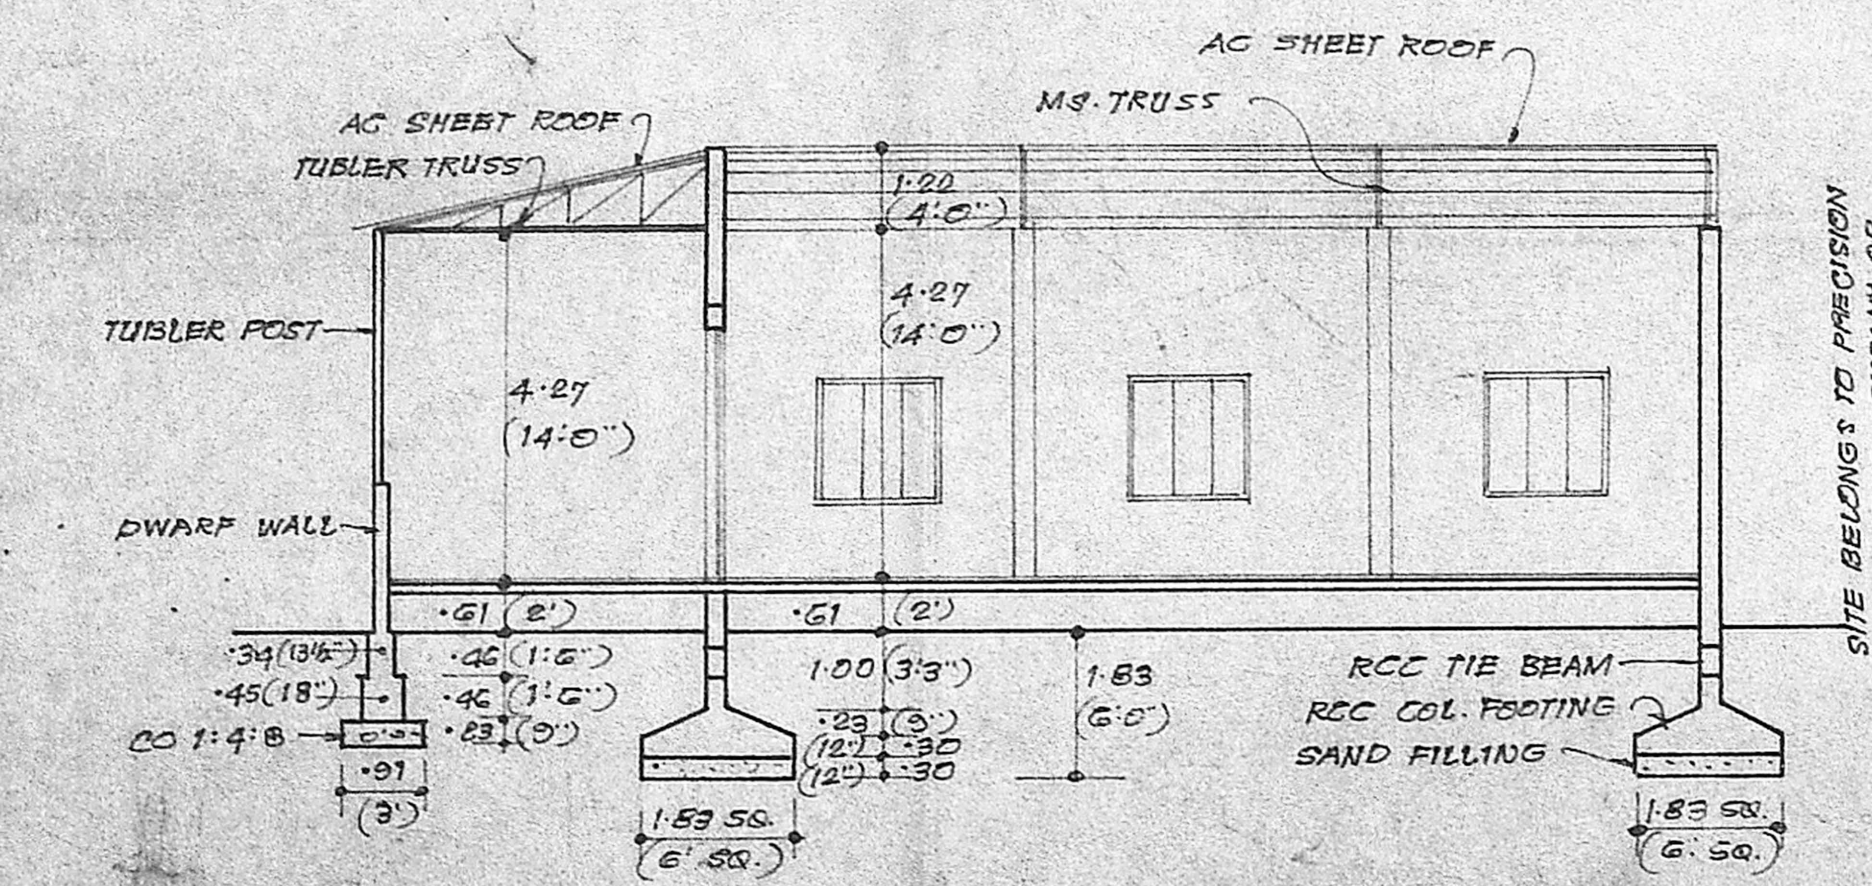 AC SHEET ROOF
MS. TRUSS
AC SHEET ROOF
TUBLER TRUSS
1.20
(4'.0")
4.27
(14'.0")
TUBLER POST
4.27
(14'.0")
DWARF WALL
.61 (2')
.61 (2')
.34(13½")
.46 (1'.6")
1.00 (3'.3")
1.83
(6'.0")
RCC TIE BEAM
.45(18")
.46 (1'.6")
.23 (9")
RCC COL. FOOTING
CO 1:4:8
.23 (9")
(12") .30
SAND FILLING
(12") .30
.91
(3')
1.83 SQ.
(6' SQ.)
1.83 SQ.
(6' SQ.)
SITE BELONGS TO PRECISION